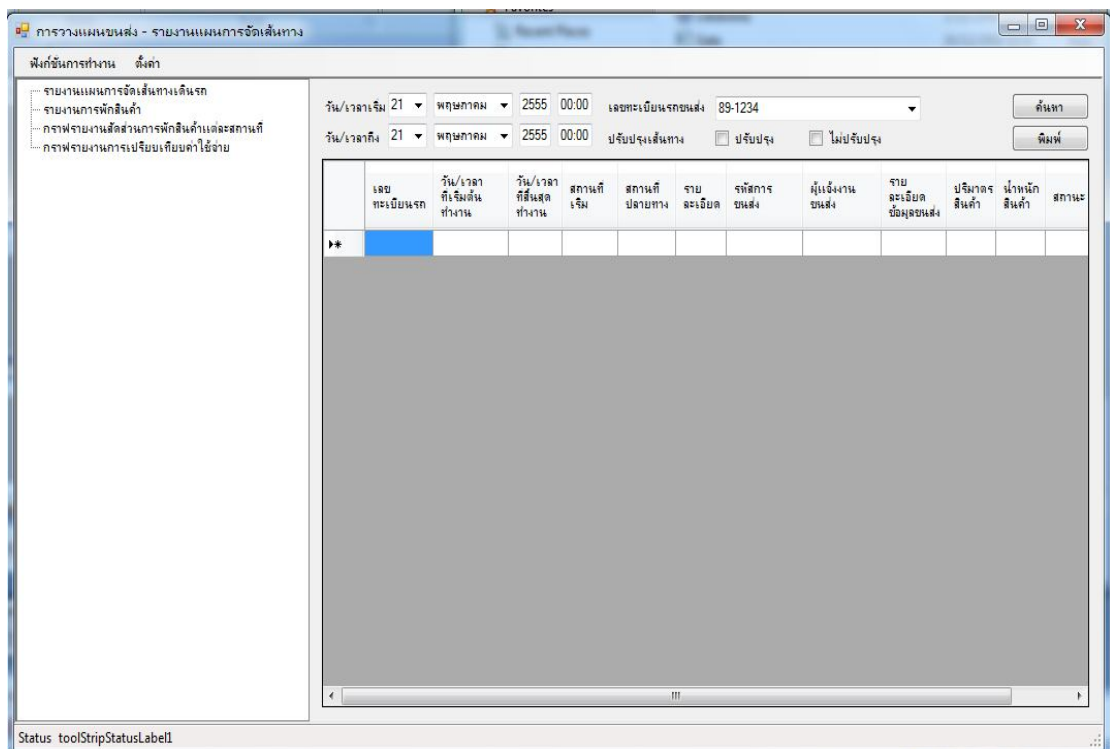 การวางแผนขนส่ง - รายงานแผนการจัดเส้นทาง
ฟังก์ชันการทำงาน ตั้งค่า
รายงานแผนการจัดเส้นทางเดินรถ
รายงานการพักสินค้า
กราฟรายงานสัดส่วนการพักสินค้าแต่ละสถานที่
กราฟรายงานการเปรียบเทียบค่าใช้จ่าย
วัน/เวลาเริ่ม 21 พฤษภาคม 2555 00:00 เลขทะเบียนรถขนส่ง 89-1234 ค้นหา
วัน/เวลาถึง 21 พฤษภาคม 2555 00:00 ปรับปรุงเส้นทาง ปรับปรุง ไม่ปรับปรุง พิมพ์
เลข
ทะเบียนรถ
วัน/เวลา
ที่เริ่มต้น
ทำงาน
วัน/เวลา
ที่สิ้นสุด
ทำงาน
สถานที่
เริ่ม
สถานที่
ปลายทาง
ราย
ละเอียด
รหัสการ
ขนส่ง
ผู้แจ้งงาน
ขนส่ง
ราย
ละเอียด
ข้อมูลขนส่ง
ปริมาตร
สินค้า
น้ำหนัก
สินค้า
สถานะ
Status toolStripStatusLabel1